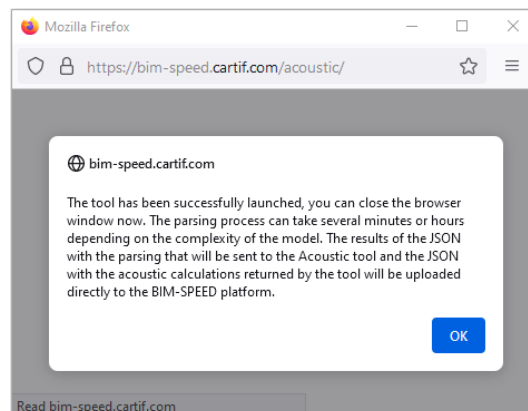 Mozilla Firefox
https://bim-speed.cartif.com/acoustic/
bim-speed.cartif.com
The tool has been successfully launched, you can close the browser
window now. The parsing process can take several minutes or hours
depending on the complexity of the model. The results of the JSON
with the parsing that will be sent to the Acoustic tool and the JSON
with the acoustic calculations returned by the tool will be uploaded
directly to the BIM-SPEED platform.
OK
Read bim-speed.cartif.com